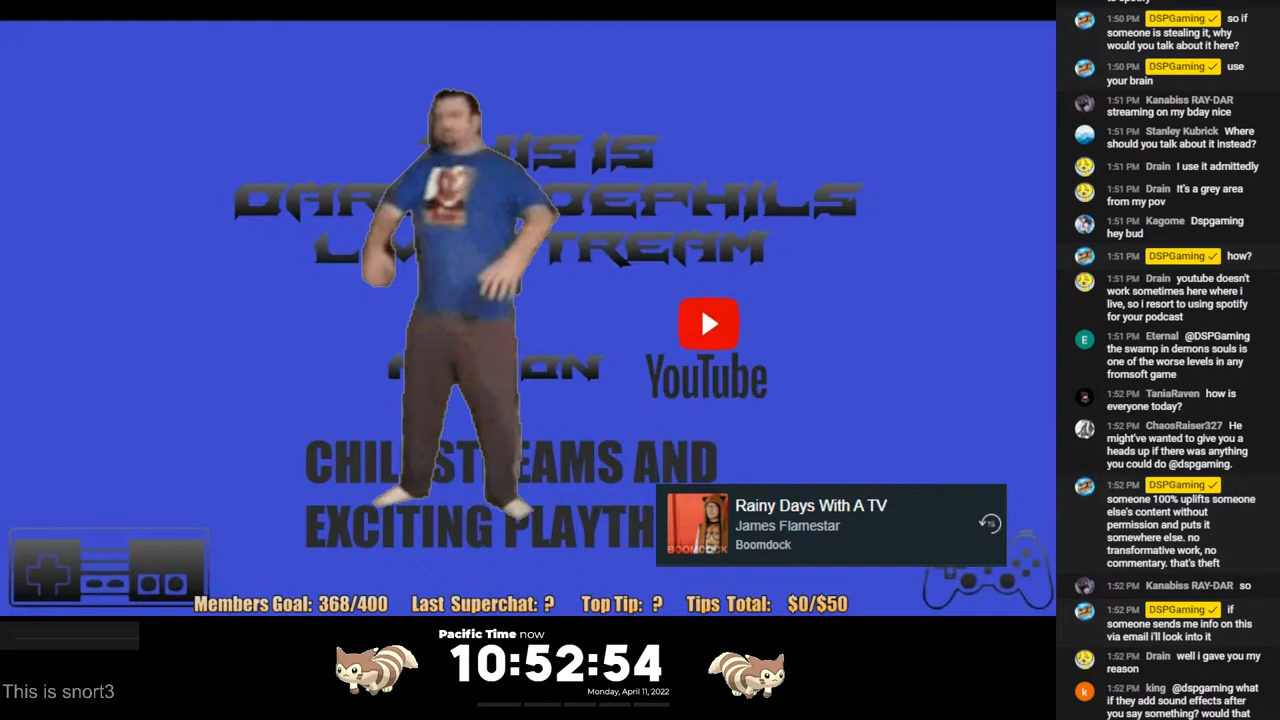 THIS IS
DAR DEPHILS
LIV STREAM
ON
YouTube
CHIL STREAMS AND
EXCITING PLAYTH
Rainy Days With A TV
James Flamestar
Boomdock
BOOMDOCK
15
Members Goal: 368/400 Last Superchat: ? Top Tip: ? Tips Total: $0/$50
Pacific Time now
10:52:54
Monday, April 11, 2022
This is snort3
to spotify
1:50 PM DSPGaming so if
someone is stealing it, why
would you talk about it here?
1:50 PM DSPGaming use
your brain
1:51 PM Kanabiss RAY-DAR
streaming on my bday nice
1:51 PM Stanley Kubrick Where
should you talk about it instead?
1:51 PM Drain I use it admittedly
1:51 PM Drain It's a grey area
from my pov
1:51 PM Kagome Dspgaming
hey bud
1:51 PM DSPGaming how?
1:51 PM Drain youtube doesn't
work sometimes here where i
live, so i resort to using spotify
for your podcast
1:51 PM Eternal @DSPGaming
the swamp in demons souls is
one of the worse levels in any
fromsoft game
1:52 PM TaniaRaven how is
everyone today?
1:52 PM ChaosRaiser327 He
might've wanted to give you a
heads up if there was anything
you could do @dspgaming.
1:52 PM DSPGaming
someone 100% uplifts someone
else's content without
permission and puts it
somewhere else. no
transformative work, no
commentary. that's theft
1:52 PM Kanabiss RAY-DAR so
1:52 PM DSPGaming if
someone sends me info on this
via email i'll look into it
1:52 PM Drain well i gave you my
reason
1:52 PM king @dspgaming what
if they add sound effects after
you say something? would that